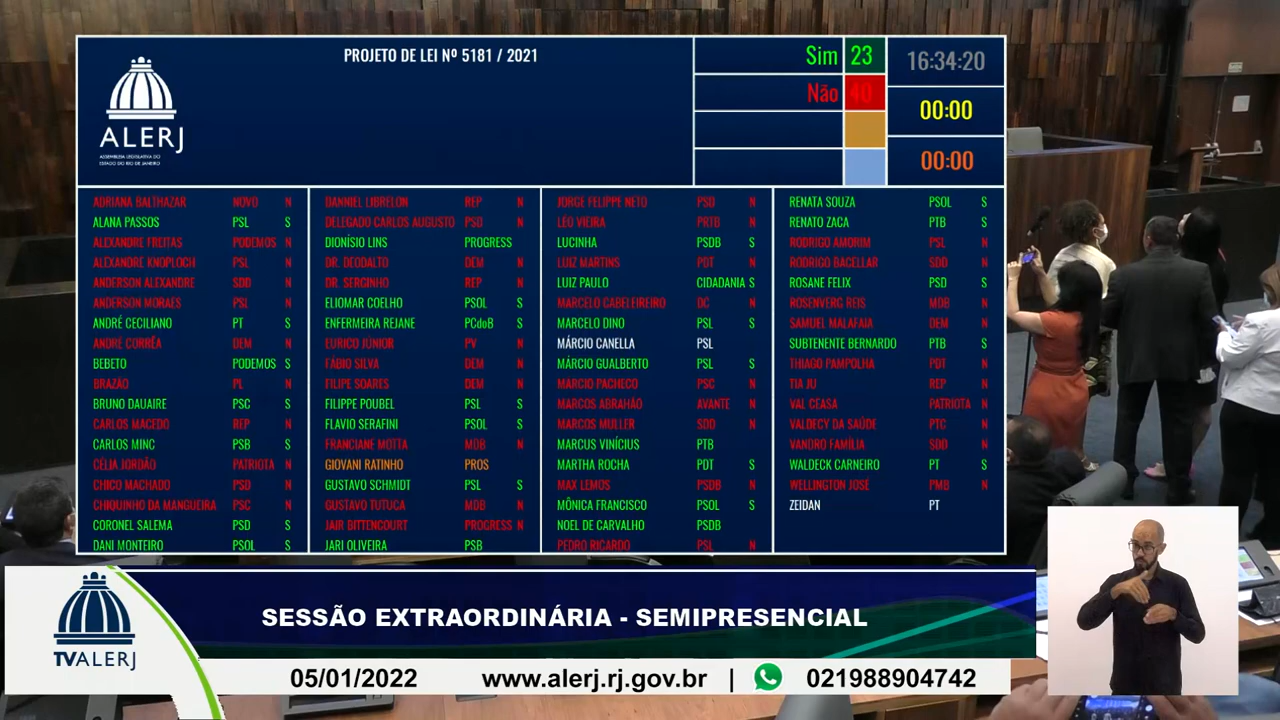 PROJETO DE LEI Nº 5181 / 2021
ALERJ
ASSEMBLEIA LEGISLATIVA DO
ESTADO DO RIO DE JANEIRO
Sim 23
Não 40
16:34:20
00:00
00:00
ADRIANA BALTHAZAR NOVO N
ALANA PASSOS PSL S
ALEXANDRE FREITAS PODEMOS N
ALEXANDRE KNOPLOCH PSL N
ANDERSON ALEXANDRE SDD N
ANDERSON MORAES PSL N
ANDRÉ CECILIANO PT S
ANDRÉ CORRÊA DEM N
BEBETO PODEMOS S
BRAZÃO PL N
BRUNO DAUAIRE PSC S
CARLOS MACEDO REP N
CARLOS MINC PSB S
CÉLIA JORDÃO PATRIOTA N
CHICO MACHADO PSD N
CHIQUINHO DA MANGUEIRA PSC N
CORONEL SALEMA PSD S
DANI MONTEIRO PSOL S
DANNIEL LIBRELON REP N
DELEGADO CARLOS AUGUSTO PSD N
DIONÍSIO LINS PROGRESS
DR. DEODALTO DEM N
DR. SERGINHO REP N
ELIOMAR COELHO PSOL S
ENFERMEIRA REJANE PCdoB S
EURICO JÚNIOR PV N
FÁBIO SILVA DEM N
FILIPE SOARES DEM N
FILIPPE POUBEL PSL S
FLAVIO SERAFINI PSOL S
FRANCIANE MOTTA MDB N
GIOVANI RATINHO PROS
GUSTAVO SCHMIDT PSL S
GUSTAVO TUTUCA MDB N
JAIR BITTENCOURT PROGRESS N
JARI OLIVEIRA PSB
JORGE FELIPPE NETO PSD N
LÉO VIEIRA PRTB N
LUCINHA PSDB S
LUIZ MARTINS PDT N
LUIZ PAULO CIDADANIA S
MARCELO CABELEIREIRO DC N
MARCELO DINO PSL S
MÁRCIO CANELLA PSL
MÁRCIO GUALBERTO PSL S
MARCIO PACHECO PSC N
MARCOS ABRAHÃO AVANTE N
MARCOS MULLER SDD N
MARCUS VINÍCIUS PTB
MARTHA ROCHA PDT S
MAX LEMOS PSDB N
MÔNICA FRANCISCO PSOL S
NOEL DE CARVALHO PSDB
PEDRO RICARDO PSL N
RENATA SOUZA PSOL S
RENATO ZACA PTB S
RODRIGO AMORIM PSL N
RODRIGO BACELLAR SDD N
ROSANE FELIX PSD S
ROSENVERG REIS MDB N
SAMUEL MALAFAIA DEM N
SUBTENENTE BERNARDO PTB S
THIAGO PAMPOLHA PDT N
TIA JU REP N
VAL CEASA PATRIOTA N
VALDECY DA SAÚDE PTC N
VANDRO FAMÍLIA SDD N
WALDECK CARNEIRO PT S
WELLINGTON JOSÉ PMB N
ZEIDAN PT
SESSÃO EXTRAORDINÁRIA - SEMIPRESENCIAL
TVALERJ
05/01/2022 www.alerj.rj.gov.br | 021988904742